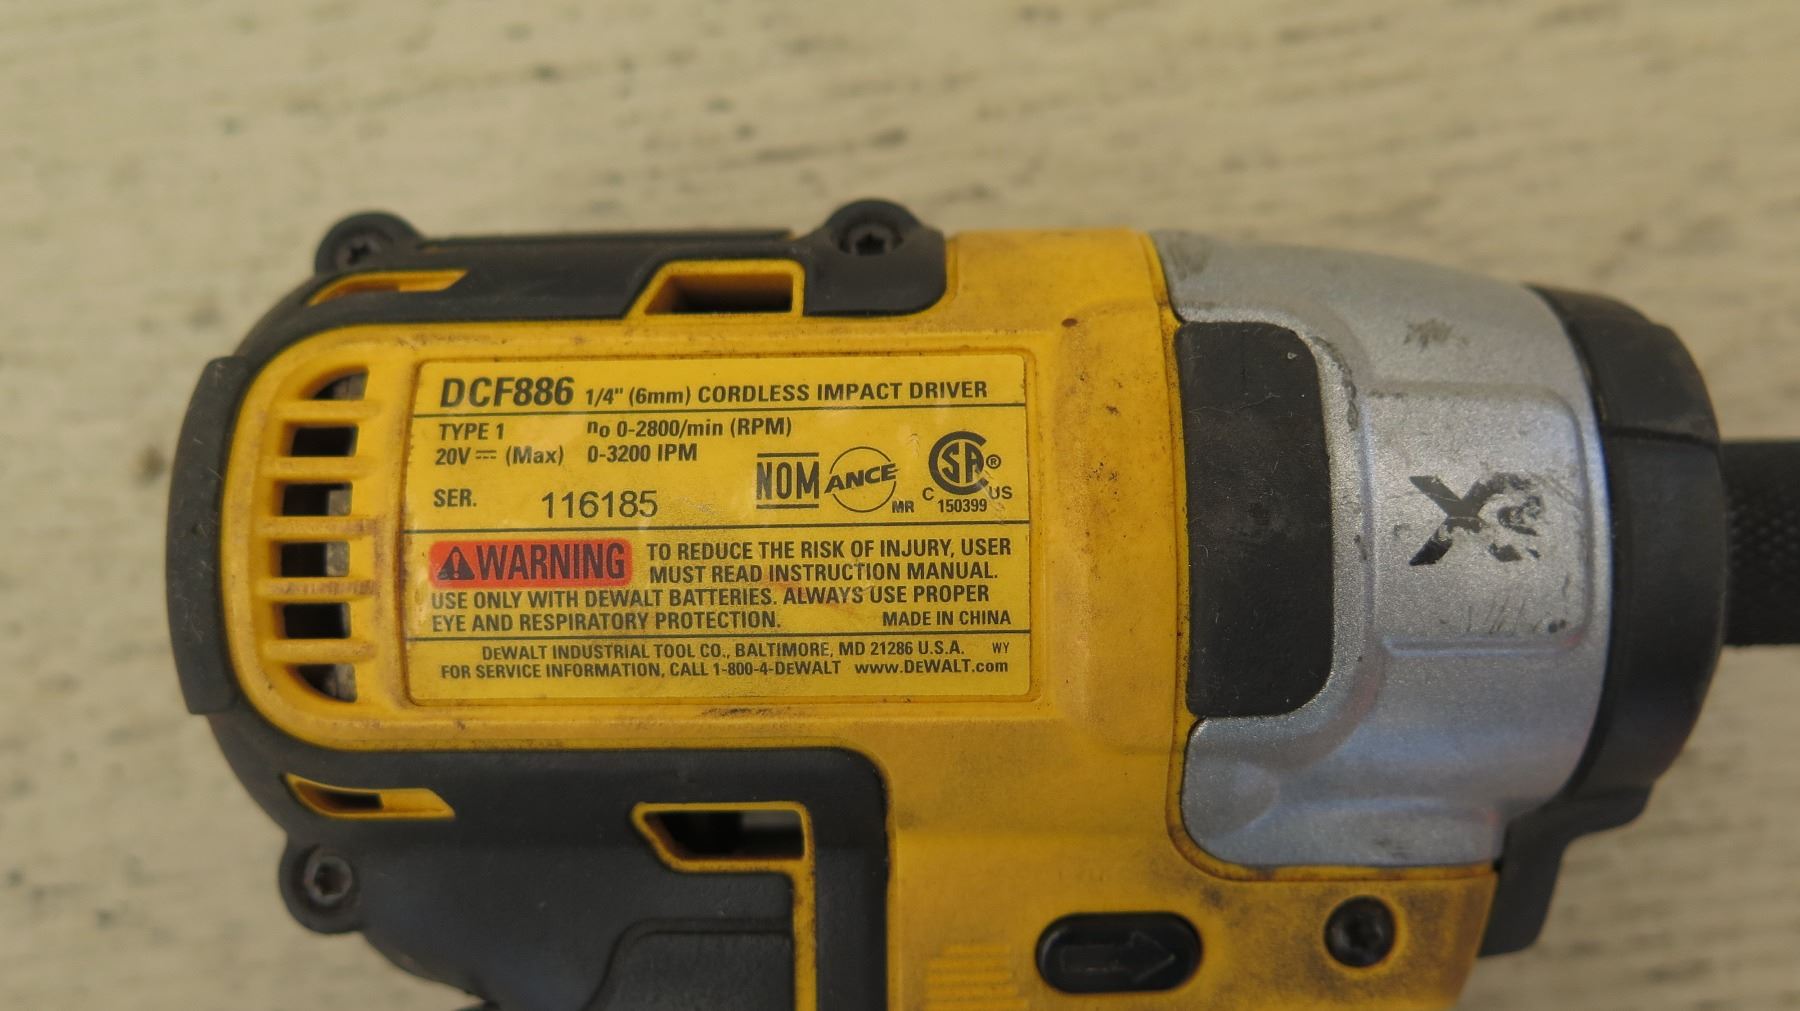 DCF886 1/4" (6mm) CORDLESS IMPACT DRIVER
TYPE 1 no 0-2800/min (RPM)
20V ⎓ (Max) 0-3200 IPM
NOM ANCE MR
C SA® US
150399
SER. 116185
⚠WARNING TO REDUCE THE RISK OF INJURY, USER
MUST READ INSTRUCTION MANUAL.
USE ONLY WITH DEWALT BATTERIES. ALWAYS USE PROPER
EYE AND RESPIRATORY PROTECTION. MADE IN CHINA
DEWALT INDUSTRIAL TOOL CO., BALTIMORE, MD 21286 U.S.A. WY
FOR SERVICE INFORMATION, CALL 1-800-4-DEWALT www.DEWALT.com